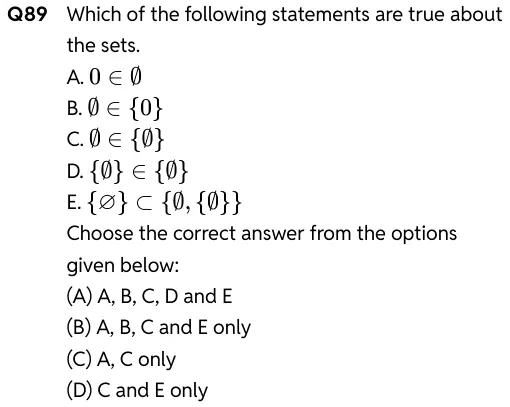 Q89 Which of the following statements are true about
the sets.
A. 0 ∈ ∅
B. ∅ ∈ {0}
C. ∅ ∈ {∅}
D. {∅} ∈ {∅}
E. {∅} ⊂ {∅, {∅}}
Choose the correct answer from the options
given below:
(A) A, B, C, D and E
(B) A, B, C and E only
(C) A, C only
(D) C and E only